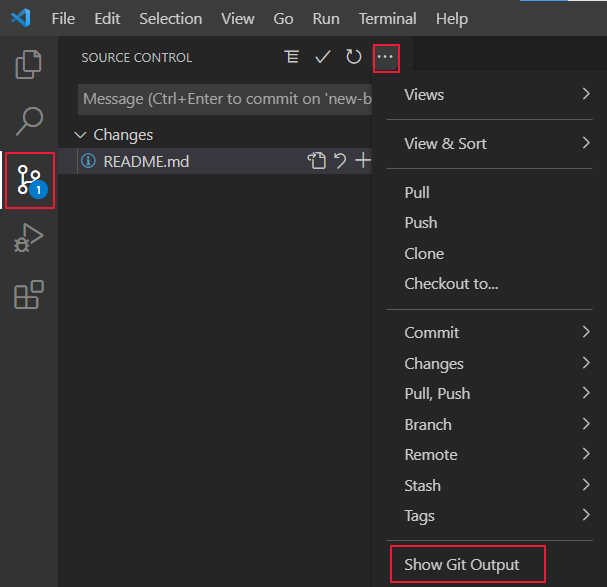 File Edit Selection View Go Run Terminal Help
SOURCE CONTROL
Message (Ctrl+Enter to commit on 'new-b
Changes
README.md
1
Views
View & Sort
Pull
Push
Clone
Checkout to...
Commit
Changes
Pull, Push
Branch
Remote
Stash
Tags
Show Git Output